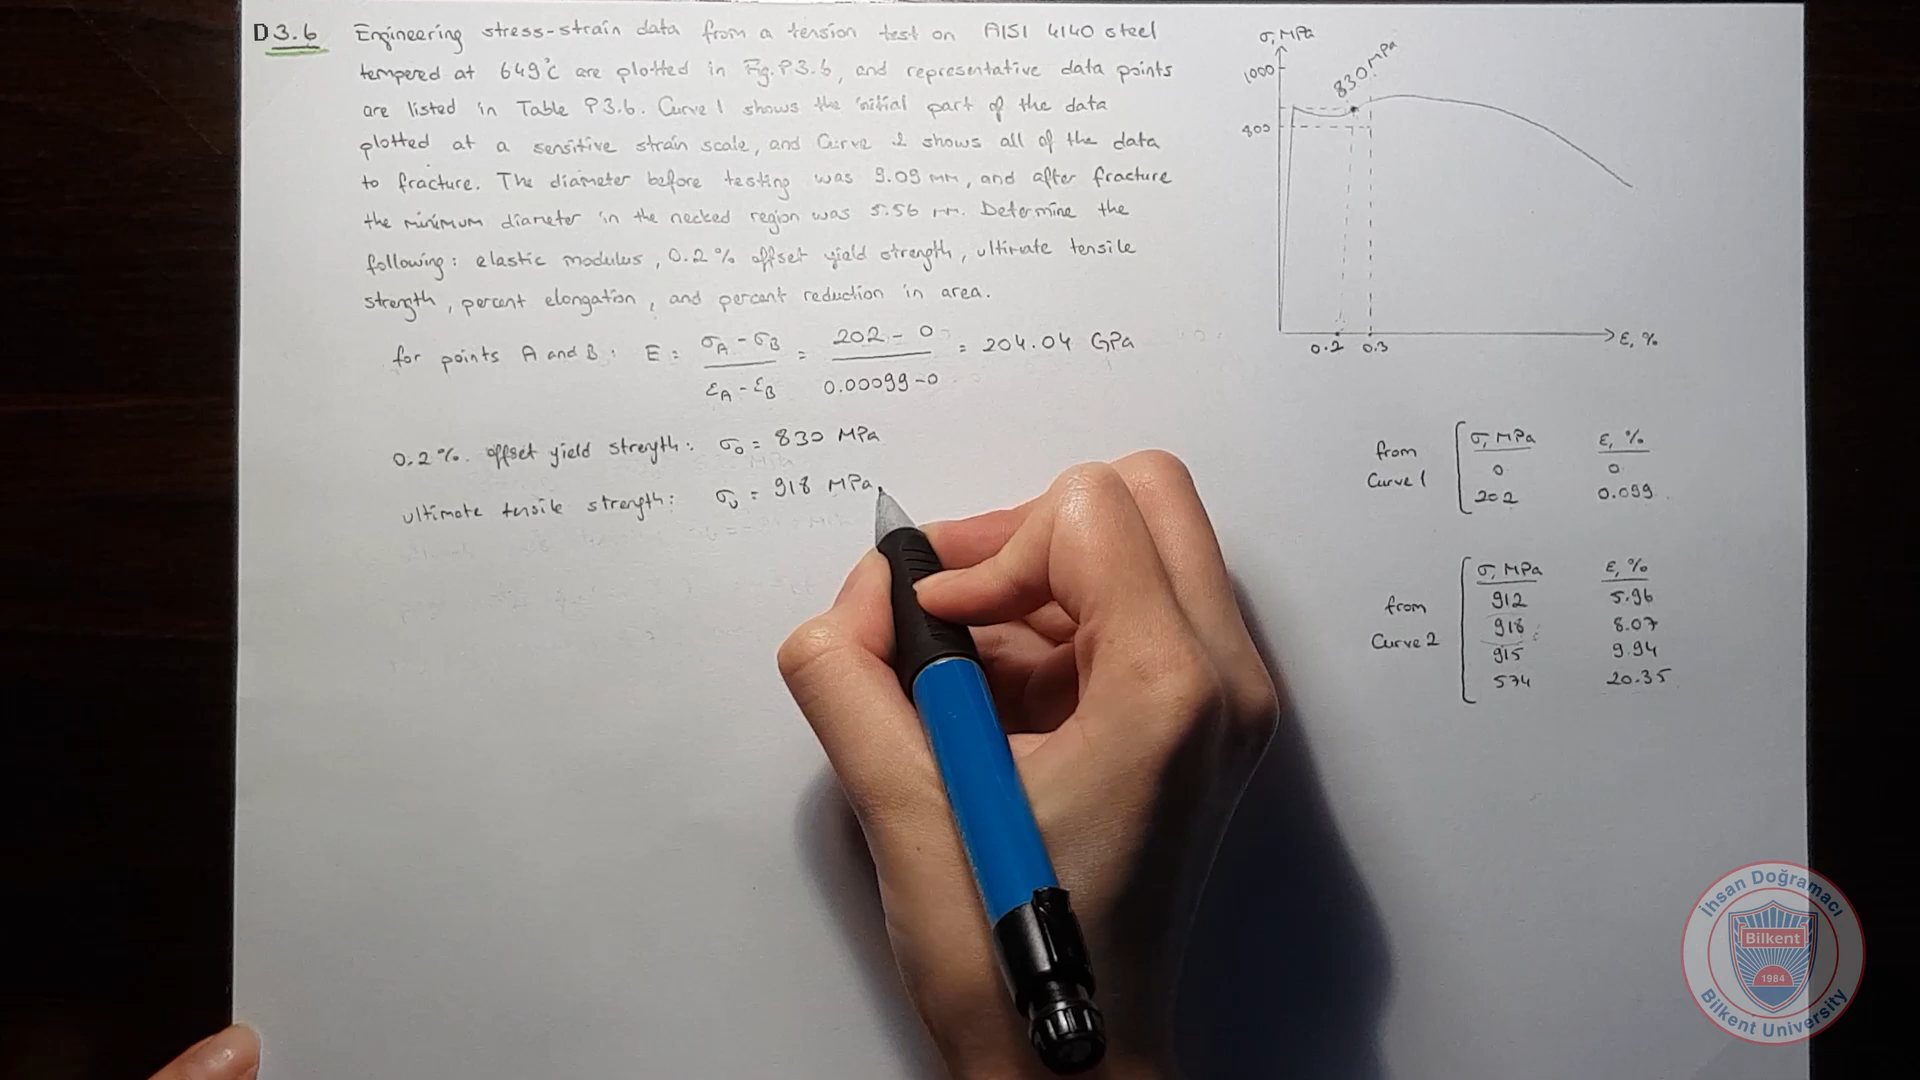 D3.6 Engineering stress-strain data from a tension test on AISI 4140 steel
tempered at 649°C are plotted in Fig. P3.6, and representative data points
are listed in Table P3.6. Curve 1 shows the initial part of the data
plotted at a sensitive strain scale, and Curve 2 shows all of the data
to fracture. The diameter before testing was 9.09 mm, and after fracture
the minimum diameter in the necked region was 5.56 mm. Determine the
following: elastic modulus, 0.2% offset yield strength, ultimate tensile
strength, percent elongation, and percent reduction in area.
for points A and B: E = σA - σB / εA - εB = 202 - 0 / 0.00099-0 = 204.04 GPa
0.2%. offset yield strength: σo = 830 MPa
ultimate tensile strength: σu = 918 MPa
σ, MPa
1000
830 MPa
800
0.2 0.3
ε, %
from
Curve 1
σ, MPa ε, %
0 0
202 0.099
from
Curve 2
σ, MPa ε, %
912 5.96
918 8.07
915 9.94
574 20.35
İhsan Doğramacı
Bilkent
1984
Bilkent University